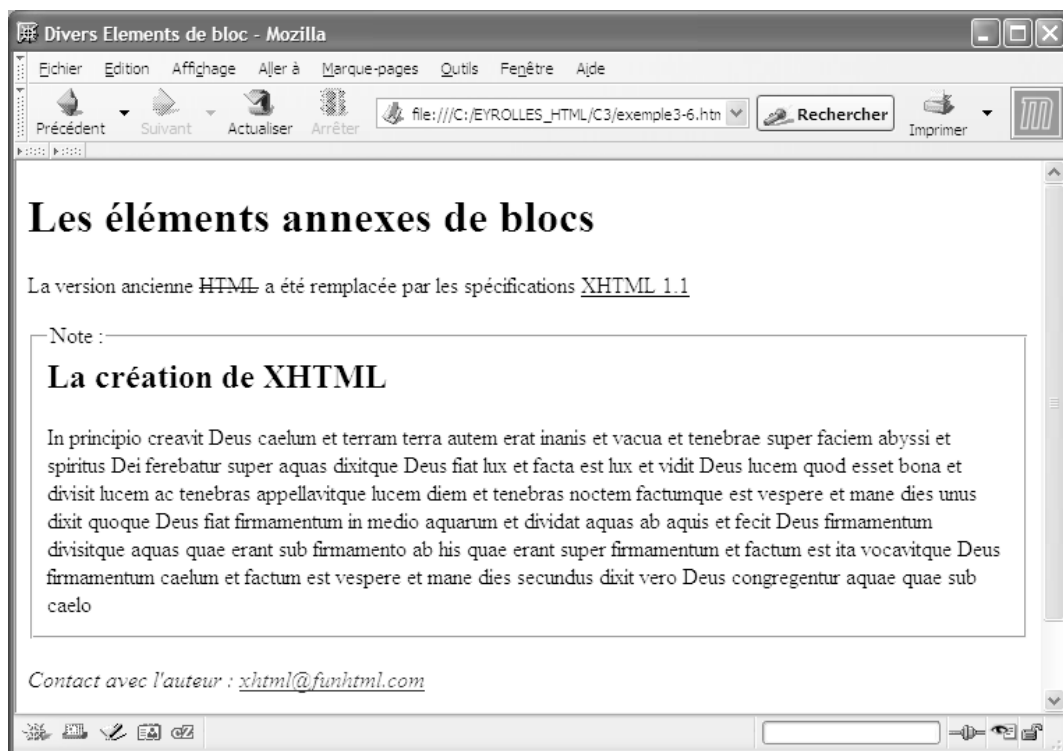 Divers Elements de bloc - Mozilla
Fichier Edition Affichage Aller à Marque-pages Outils Fenêtre Aide
Précédent Suivant Actualiser Arrêter file:///C:/EYROLLES_HTML/C3/exemple3-6.htn Rechercher Imprimer
Les éléments annexes de blocs
La version ancienne HTML a été remplacée par les spécifications XHTML 1.1
Note :
La création de XHTML
In principio creavit Deus caelum et terram terra autem erat inanis et vacua et tenebrae super faciem abyssi et
spiritus Dei ferebatur super aquas dixitque Deus fiat lux et facta est lux et vidit Deus lucem quod esset bona et
divisit lucem ac tenebras appellavitque lucem diem et tenebras noctem factumque est vespere et mane dies unus
dixit quoque Deus fiat firmamentum in medio aquarum et dividat aquas ab aquis et fecit Deus firmamentum
divisitque aquas quae erant sub firmamento ab his quae erant super firmamentum et factum est ita vocavitque Deus
firmamentum caelum et factum est vespere et mane dies secundus dixit vero Deus congregentur aquae quae sub
caelo
Contact avec l'auteur : xhtml@funhtml.com